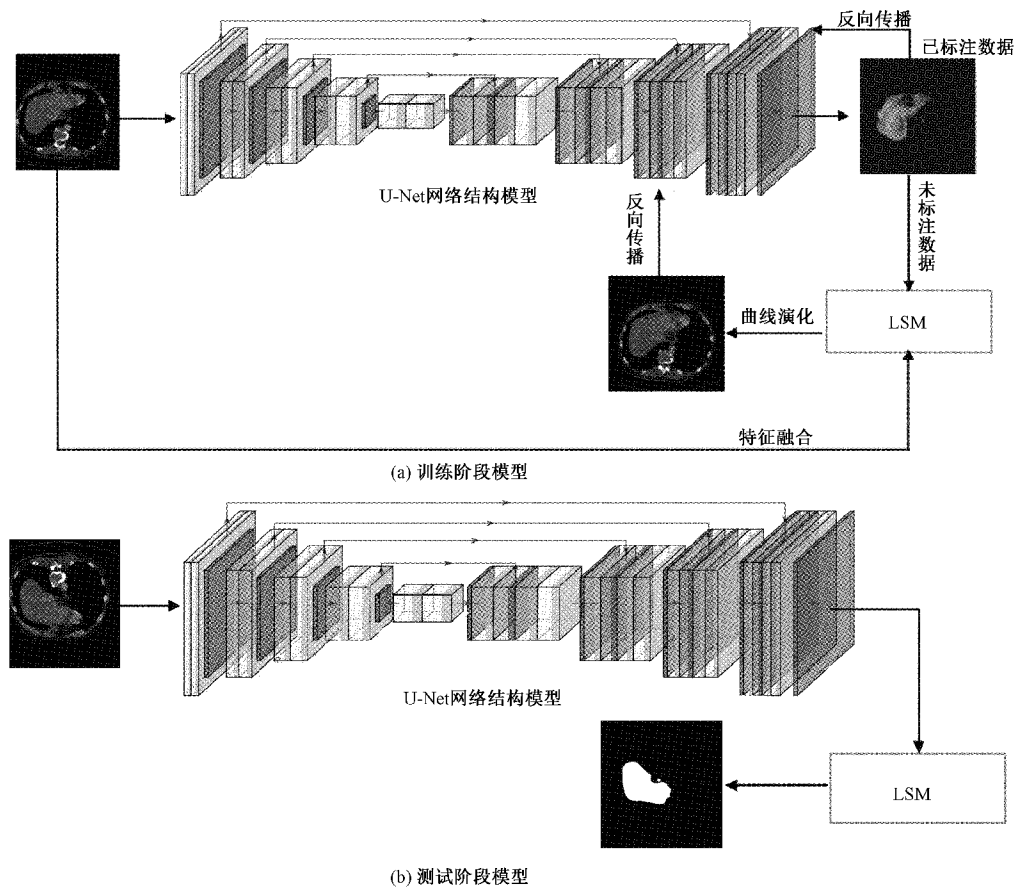 反向传播
已标注数据
U-Net网络结构模型
反向传播
未标注数据
曲线演化
LSM
特征融合
(a) 训练阶段模型
U-Net网络结构模型
LSM
(b) 测试阶段模型